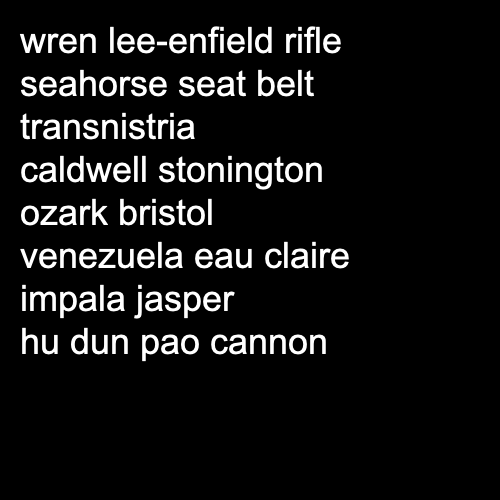 wren lee-enfield rifle
seahorse seat belt
transnistria
caldwell stonington
ozark bristol
venezuela eau claire
impala jasper
hu dun pao cannon